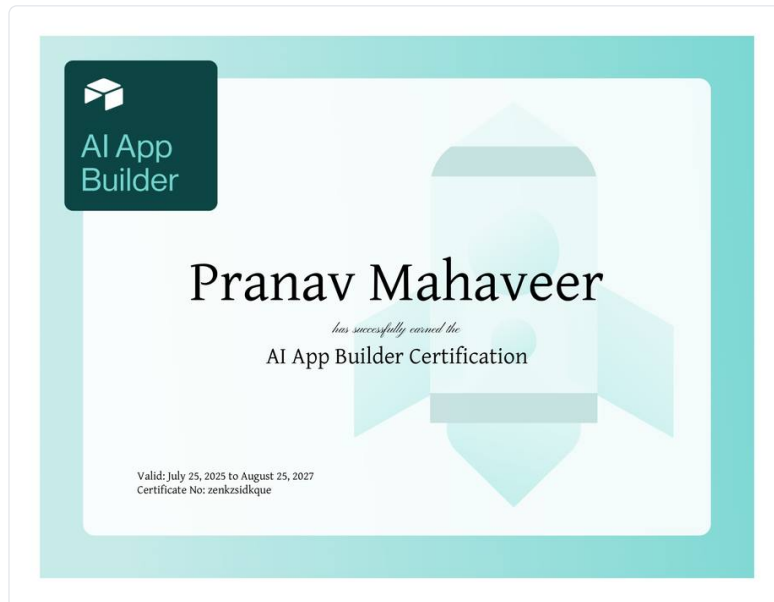 AI App
Builder
Pranav Mahaveer
has successfully earned the
AI App Builder Certification
Valid: July 25, 2025 to August 25, 2027
Certificate No: zenkzsidkque